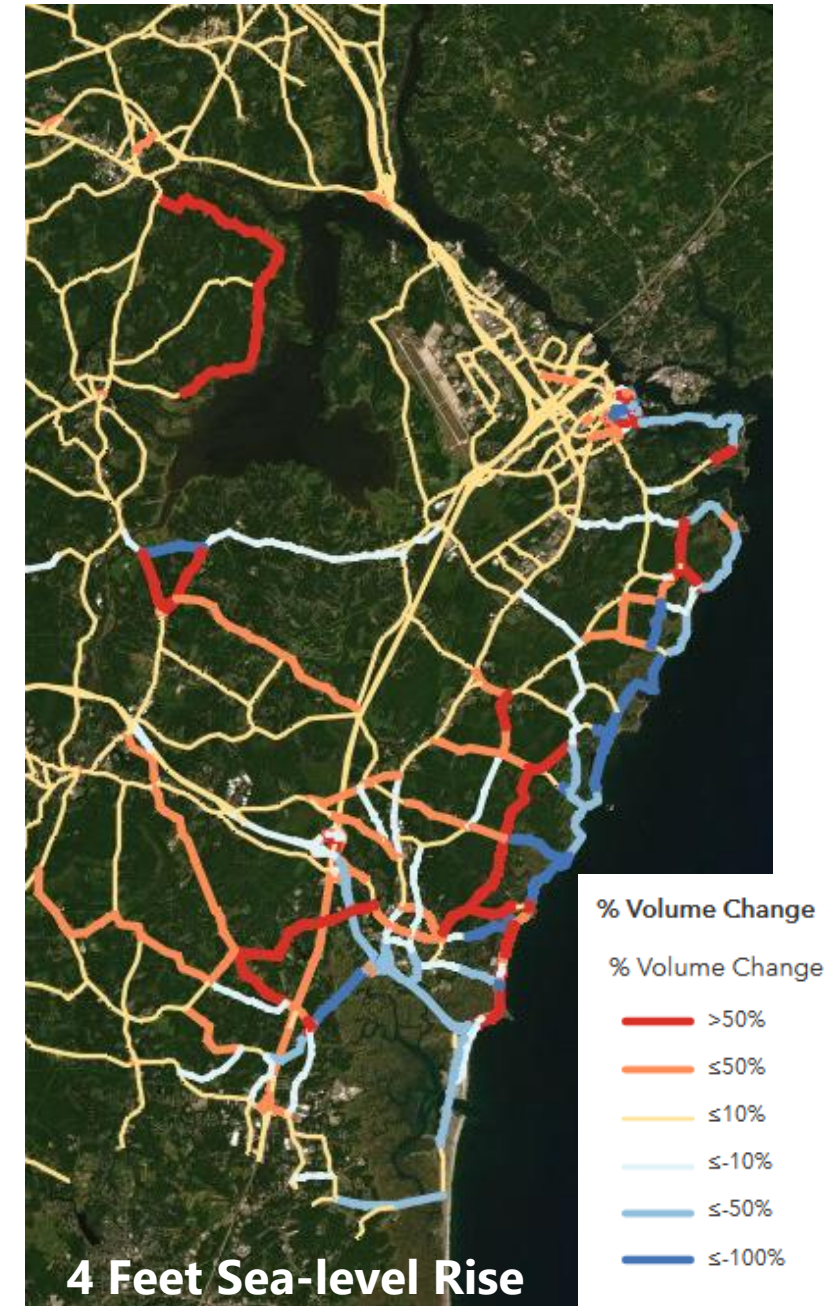 % Volume Change
% Volume Change
>50%
≤50%
≤10%
≤-10%
≤-50%
≤-100%
4 Feet Sea-level Rise